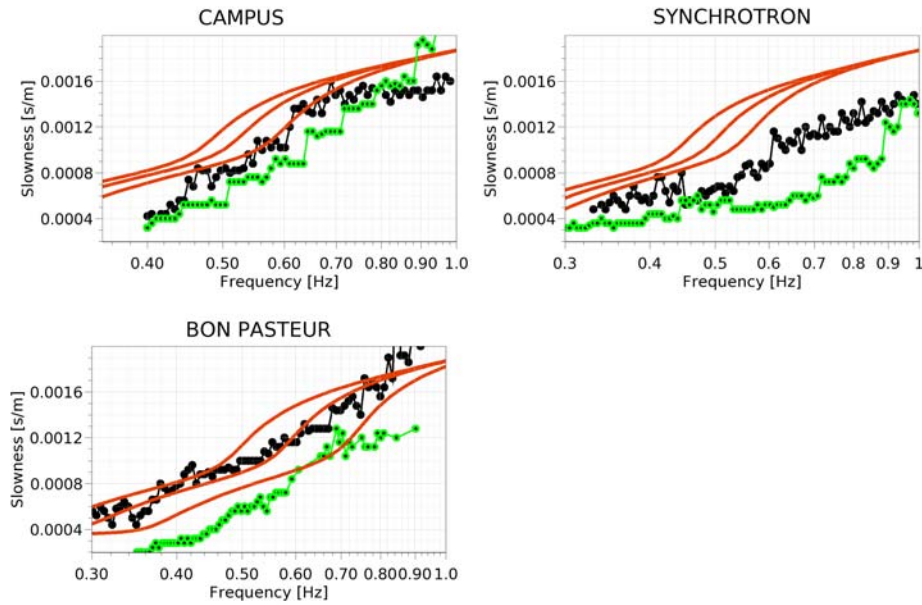 CAMPUS
Slowness [s/m]
0.0016
0.0012
0.0008
0.0004
0.40 0.50 0.60 0.70 0.80 1.0
Frequency [Hz]
SYNCHROTRON
Slowness [s/m]
0.0016
0.0012
0.0008
0.0004
0.3 0.4 0.5 0.6 0.7 0.8 0.9 1
Frequency [Hz]
BON PASTEUR
Slowness [s/m]
0.0016
0.0012
0.0008
0.0004
0.30 0.40 0.50 0.60 0.70 0.80 0.90 1.0
Frequency [Hz]